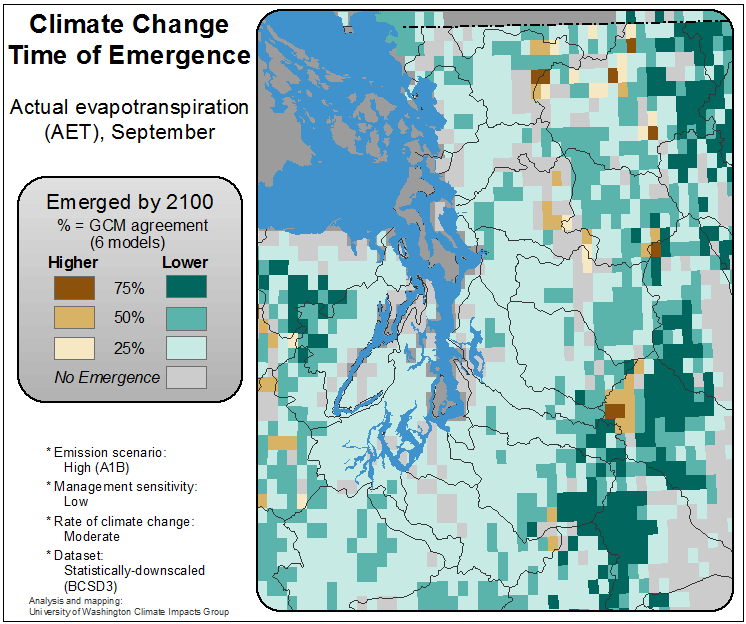 Climate Change
Time of Emergence
Actual evapotranspiration
(AET), September
Emerged by 2100
% = GCM agreement
(6 models)
Higher Lower
75%
50%
25%
No Emergence
* Emission scenario:
High (A1B)
* Management sensitivity:
Low
* Rate of climate change:
Moderate
* Dataset:
Statistically-downscaled
(BCSD3)
Analysis and mapping:
University of Washington Climate Impacts Group